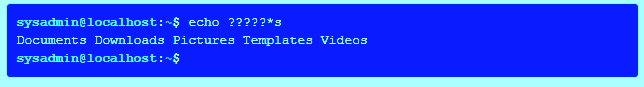 sysadmin@localhost:~$ echo ?????*s
Documents Downloads Pictures Templates Videos
sysadmin@localhost:~$